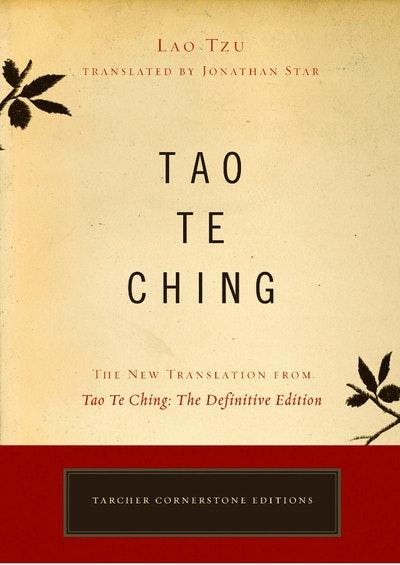 Lao Tzu
translated by Jonathan Star
TAO
TE
CHING
The New Translation from
Tao Te Ching: The Definitive Edition
TARCHER CORNERSTONE EDITIONS